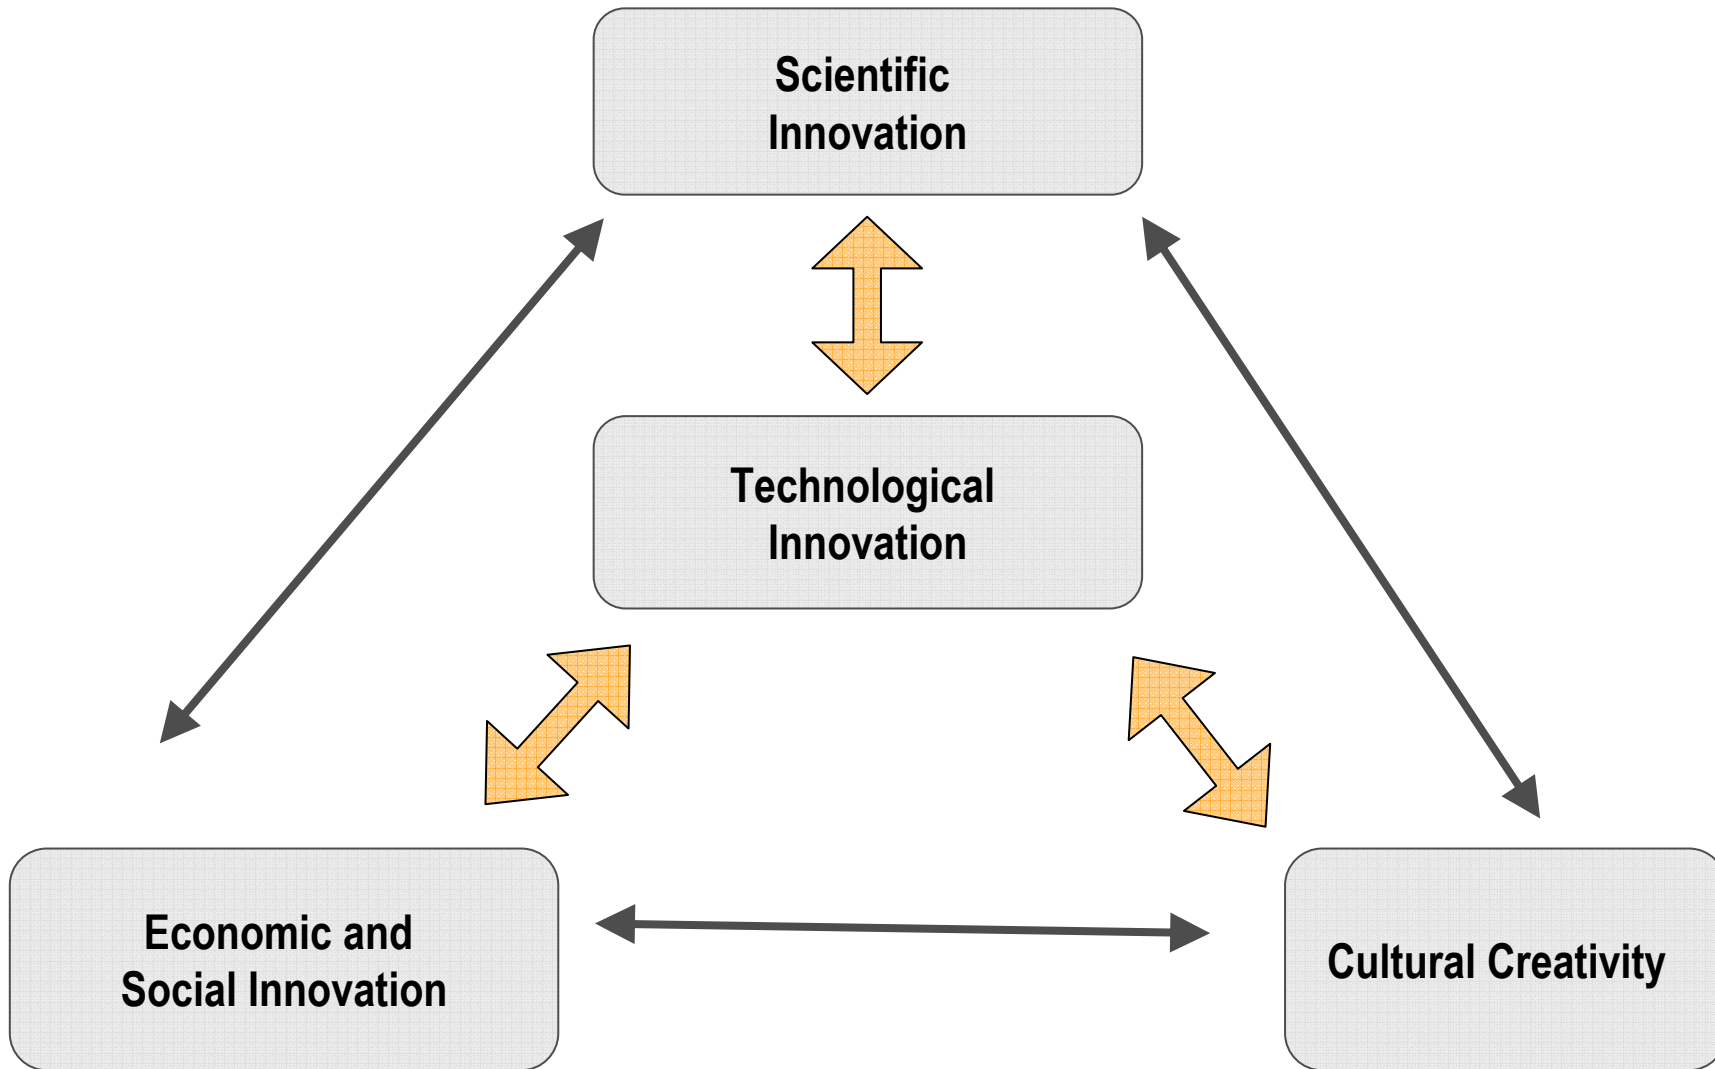 Scientific
Innovation
Technological
Innovation
Economic and
Social Innovation
Cultural Creativity